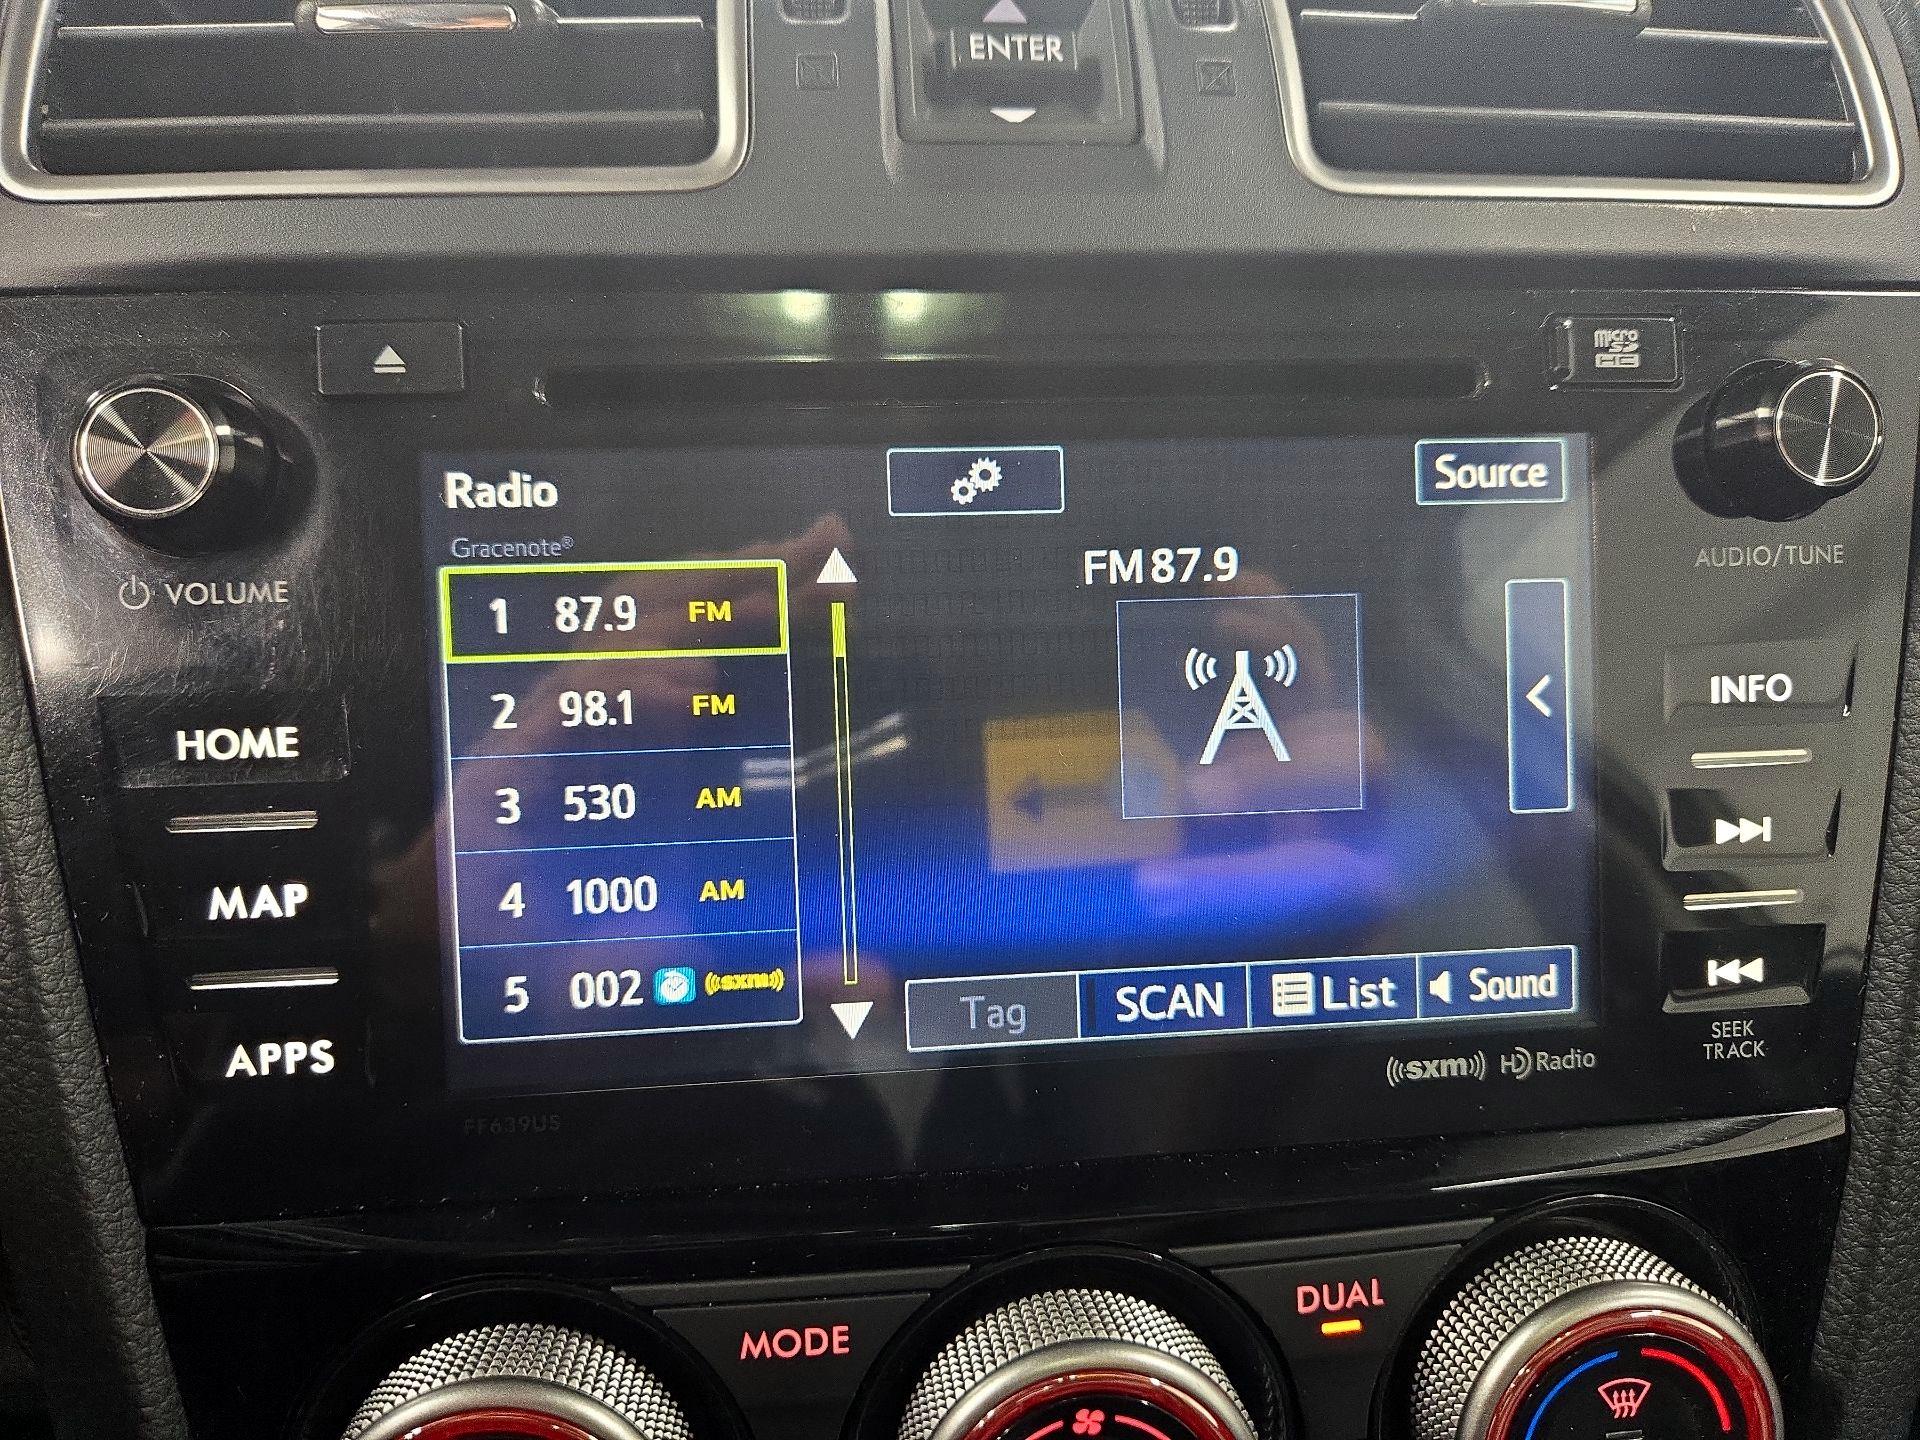 ENTER
micro
SD
HC
Radio
Source
Gracenote®
FM 87.9
VOLUME
AUDIO/TUNE
1 87.9 FM
2 98.1 FM
3 530 AM
4 1000 AM
5 002 ((sxm))
HOME
INFO
MAP
APPS
Tag
SCAN
List
Sound
SEEK
TRACK
((sxm)) HD Radio
FF639US
MODE
DUAL